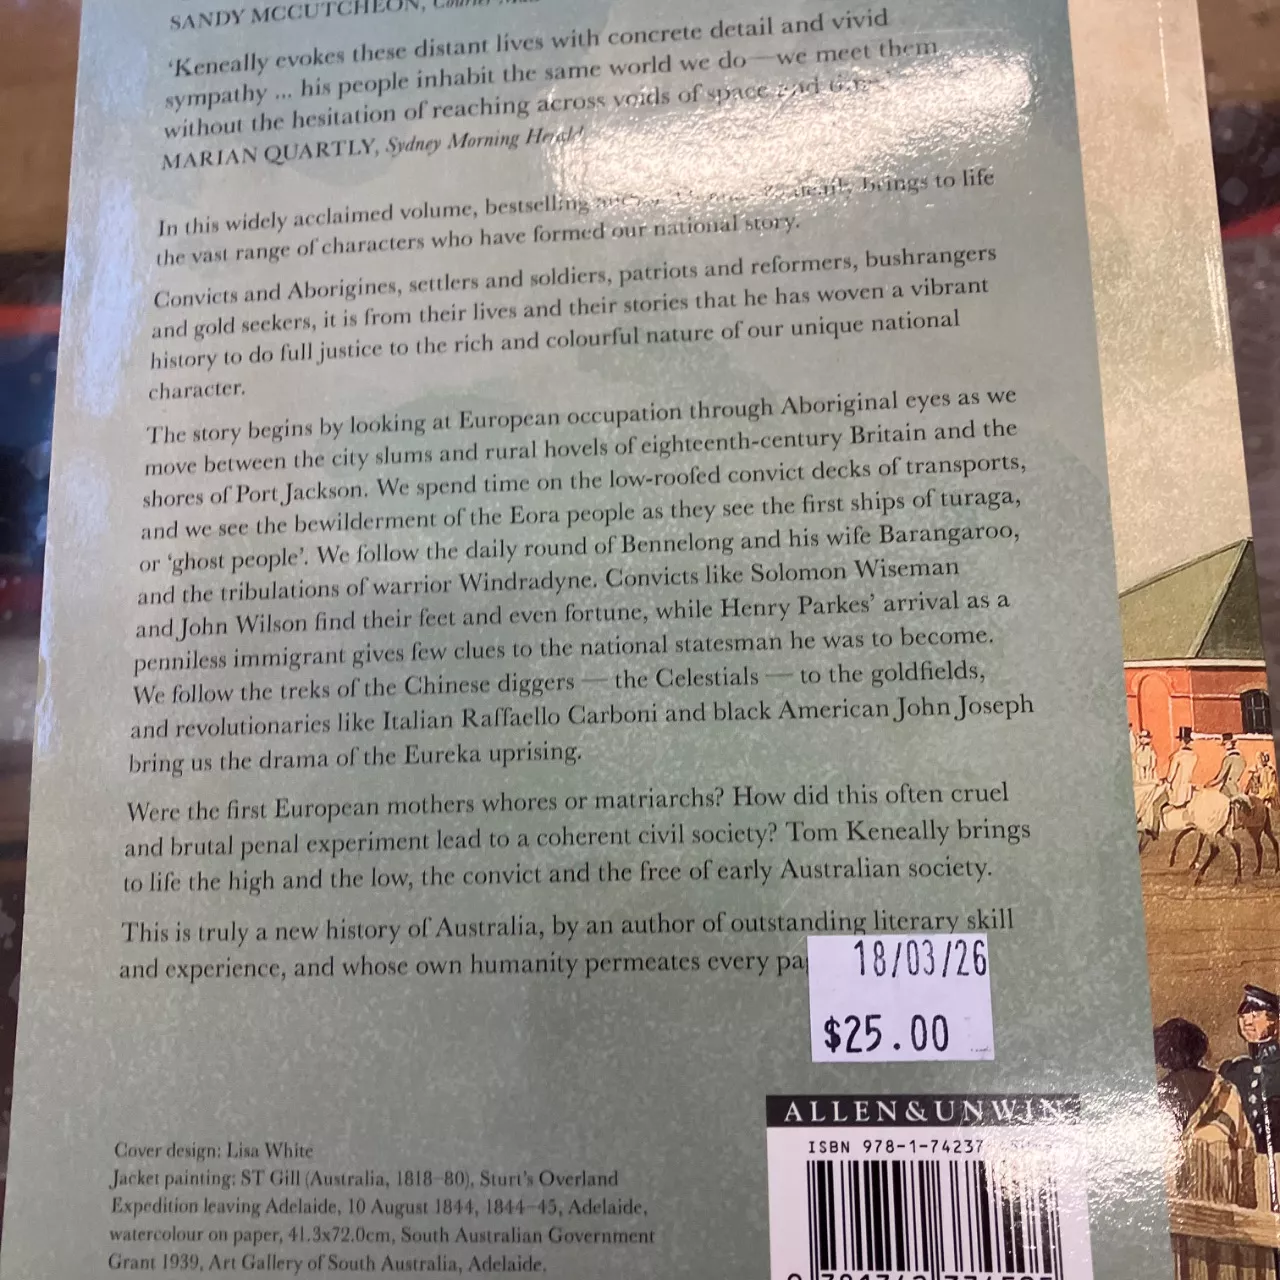 SANDY MCCUTCHEON, Courier Mail
‘Keneally evokes these distant lives with concrete detail and vivid
sympathy ... his people inhabit the same world we do — we meet them
without the hesitation of reaching across voids of space and
MARIAN QUARTLY, Sydney Morning Herald
In this widely acclaimed volume, bestselling brings to life
the vast range of characters who have formed our national story.
Convicts and Aborigines, settlers and soldiers, patriots and reformers, bushrangers
and gold seekers, it is from their lives and their stories that he has woven a vibrant
history to do full justice to the rich and colourful nature of our unique national
character.
The story begins by looking at European occupation through Aboriginal eyes as we
move between the city slums and rural hovels of eighteenth-century Britain and the
shores of Port Jackson. We spend time on the low-roofed convict decks of transports,
and we see the bewilderment of the Eora people as they see the first ships of turaga,
or ‘ghost people’. We follow the daily round of Bennelong and his wife Barangaroo,
and the tribulations of warrior Windradyne. Convicts like Solomon Wiseman
and John Wilson find their feet and even fortune, while Henry Parkes’ arrival as a
penniless immigrant gives few clues to the national statesman he was to become.
We follow the treks of the Chinese diggers — the Celestials — to the goldfields,
and revolutionaries like Italian Raffaello Carboni and black American John Joseph
bring us the drama of the Eureka uprising.
Were the first European mothers whores or matriarchs? How did this often cruel
and brutal penal experiment lead to a coherent civil society? Tom Keneally brings
to life the high and the low, the convict and the free of early Australian society.
This is truly a new history of Australia, by an author of outstanding literary skill
and experience, and whose own humanity permeates every pa
18/03/26
$25.00
ALLEN & UNWIN
ISBN 978-1-74237
Cover design: Lisa White
Jacket painting: ST Gill (Australia, 1818–80), Sturt's Overland
Expedition leaving Adelaide, 10 August 1844, 1844–45, Adelaide,
watercolour on paper, 41.3x72.0cm, South Australian Government
Grant 1939, Art Gallery of South Australia, Adelaide.